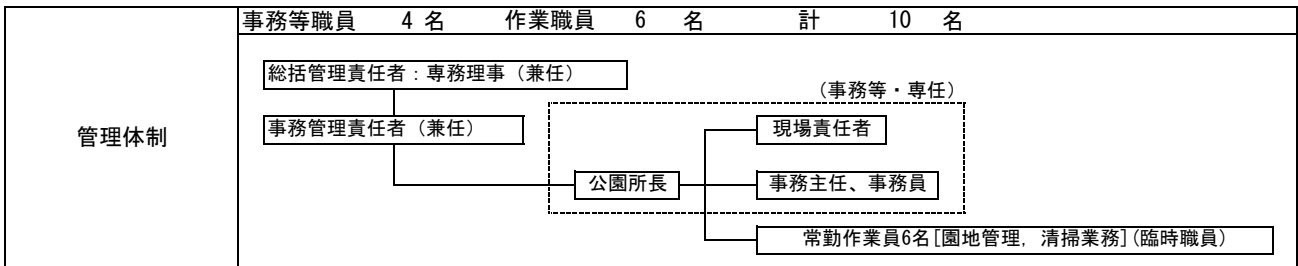 事務等職員 4 名 作業職員 6 名 計 10 名
総括管理責任者：専務理事（兼任）
（事務等・専任）
管理体制
事務管理責任者（兼任）
現場責任者
公園所長
事務主任、事務員
常勤作業員6名[園地管理，清掃業務](臨時職員）